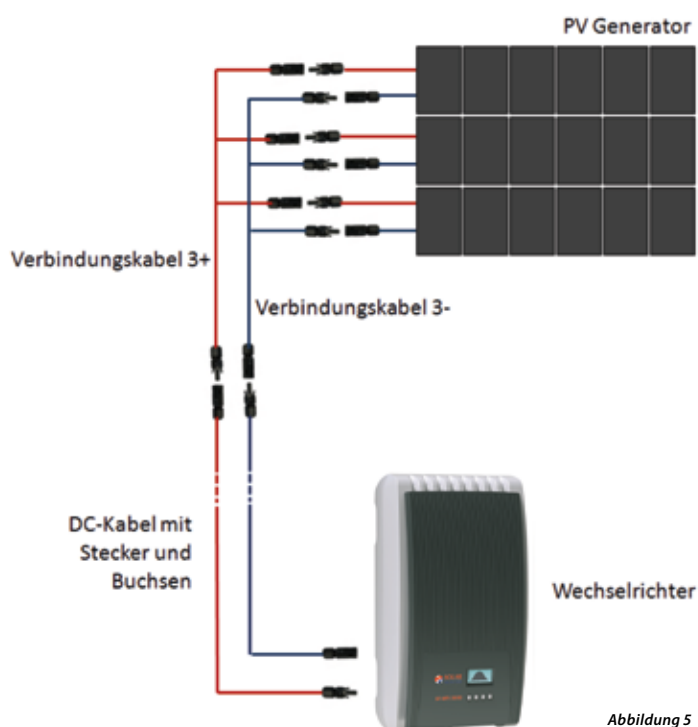 PV Generator
Verbindungskabel 3+
Verbindungskabel 3-
DC-Kabel mit
Stecker und
Buchsen
Wechselrichter
Abbildung 5